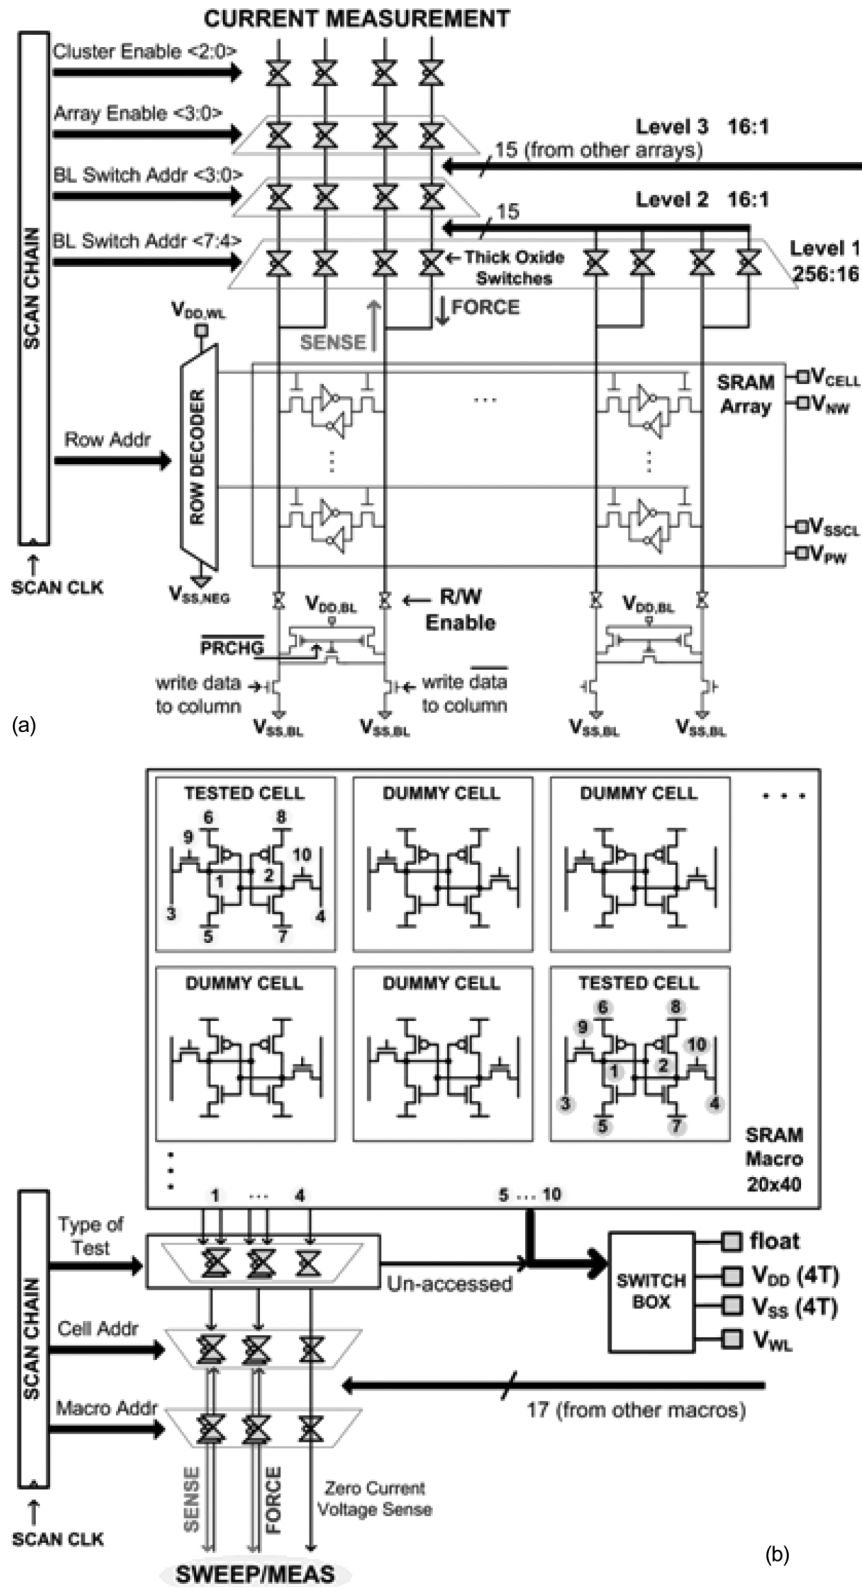 CURRENT MEASUREMENT
Cluster Enable <2:0>
Array Enable <3:0>
Level 3 16:1
15 (from other arrays)
BL Switch Addr <3:0>
Level 2 16:1
15
BL Switch Addr <7:4>
Level 1
256:16
Thick Oxide
Switches
SCAN CHAIN
VDD,WL
SENSE
FORCE
SRAM
Array
VCELL
VNW
...
Row Addr
ROW DECODER
VSSCL
VPW
SCAN CLK
VSS,NEG
R/W
Enable
VDD,BL
VDD,BL
PRCHG
write data
to column
write data
to column
VSS,BL
VSS,BL
VSS,BL
VSS,BL
(a)
TESTED CELL
DUMMY CELL
DUMMY CELL
. . .
6
8
9
10
1
2
3
4
5
7
DUMMY CELL
DUMMY CELL
TESTED CELL
6
8
9
10
1
2
3
4
5
7
SRAM
Macro
20x40
1 ... 4
5 ... 10
SCAN CHAIN
Type of
Test
Un-accessed
SWITCH
BOX
float
VDD (4T)
VSS (4T)
VWL
Cell Addr
Macro Addr
17 (from other macros)
SENSE
FORCE
Zero Current
Voltage Sense
SCAN CLK
SWEEP/MEAS
(b)